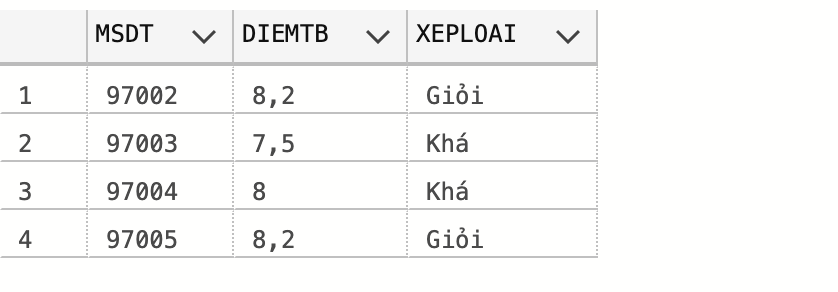 MSDT DIEMTB XEPLOAI
1 97002 8,2 Giỏi
2 97003 7,5 Khá
3 97004 8 Khá
4 97005 8,2 Giỏi